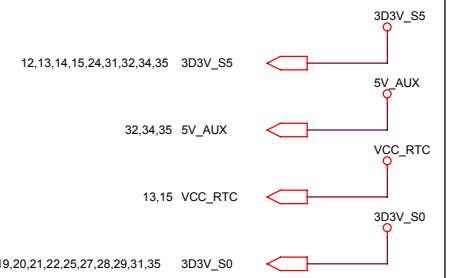 3D3V_S5
12,13,14,15,24,31,32,34,35 3D3V_S5
5V_AUX
32,34,35 5V_AUX
VCC_RTC
13,15 VCC_RTC
3D3V_S0
19,20,21,22,25,27,28,29,31,35 3D3V_S0